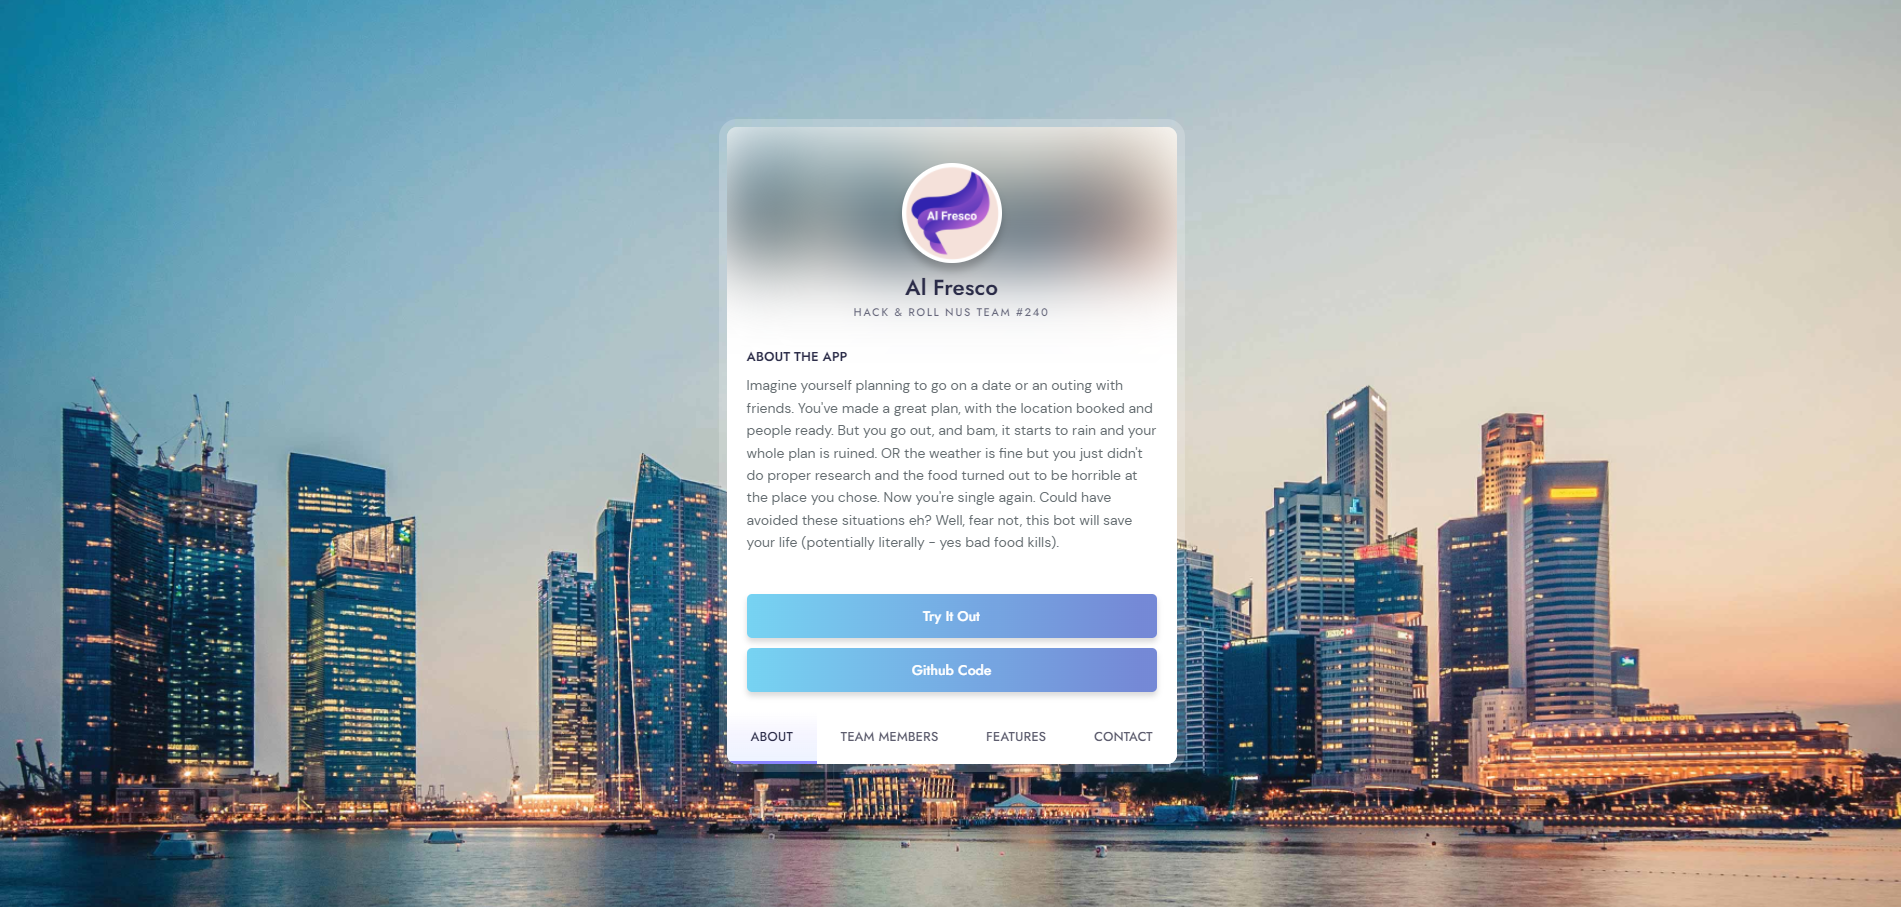 Al Fresco
Al Fresco
HACK & ROLL NUS TEAM #240
ABOUT THE APP
Imagine yourself planning to go on a date or an outing with
friends. You've made a great plan, with the location booked and
people ready. But you go out, and bam, it starts to rain and your
whole plan is ruined. OR the weather is fine but you just didn't
do proper research and the food turned out to be horrible at
the place you chose. Now you're single again. Could have
avoided these situations eh? Well, fear not, this bot will save
your life (potentially literally - yes bad food kills).
Try It Out
Github Code
ABOUT
TEAM MEMBERS
FEATURES
CONTACT
HSBC
THE FULLERTON HOTEL